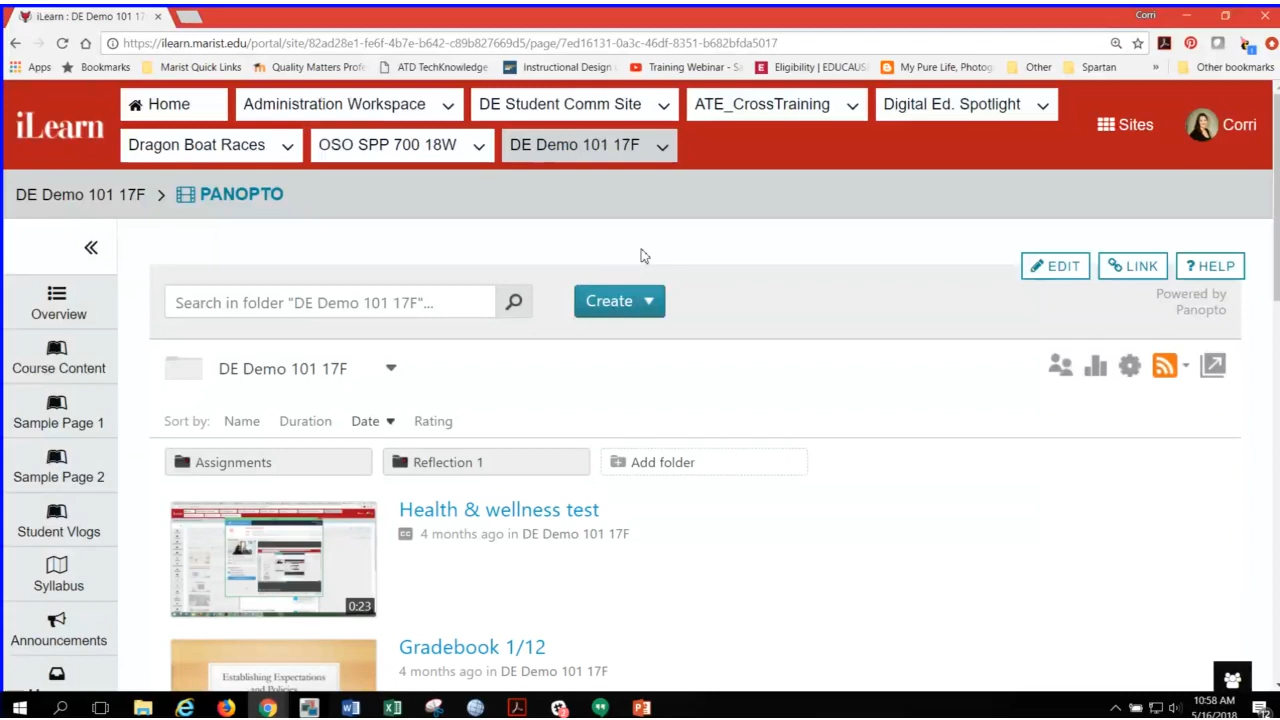 iLearn : DE Demo 101 17
Corri
https://ilearn.marist.edu/portal/site/82ad28e1-fe6f-4b7e-b642-c89b827669d5/page/7ed16131-0a3c-46df-8351-b682bfda5017
Apps Bookmarks Marist Quick Links Quality Matters Profe ATD TechKnowledge Instructional Design Training Webinar - Sa Eligibility | EDUCAUS My Pure Life, Photog Other Spartan » Other bookmarks
iLearn
Home Administration Workspace DE Student Comm Site ATE_CrossTraining Digital Ed. Spotlight
Sites Corri
Dragon Boat Races OSO SPP 700 18W DE Demo 101 17F
DE Demo 101 17F > PANOPTO
EDIT LINK ? HELP
Search in folder "DE Demo 101 17F"... Create
Powered by
Panopto
DE Demo 101 17F
Sort by: Name Duration Date Rating
Assignments Reflection 1 Add folder
Health & wellness test
CC 4 months ago in DE Demo 101 17F
0:23
Gradebook 1/12
4 months ago in DE Demo 101 17F
Establishing Expectations
and Policies
Overview
Course Content
Sample Page 1
Sample Page 2
Student Vlogs
Syllabus
Announcements
10:58 AM
5/16/2018